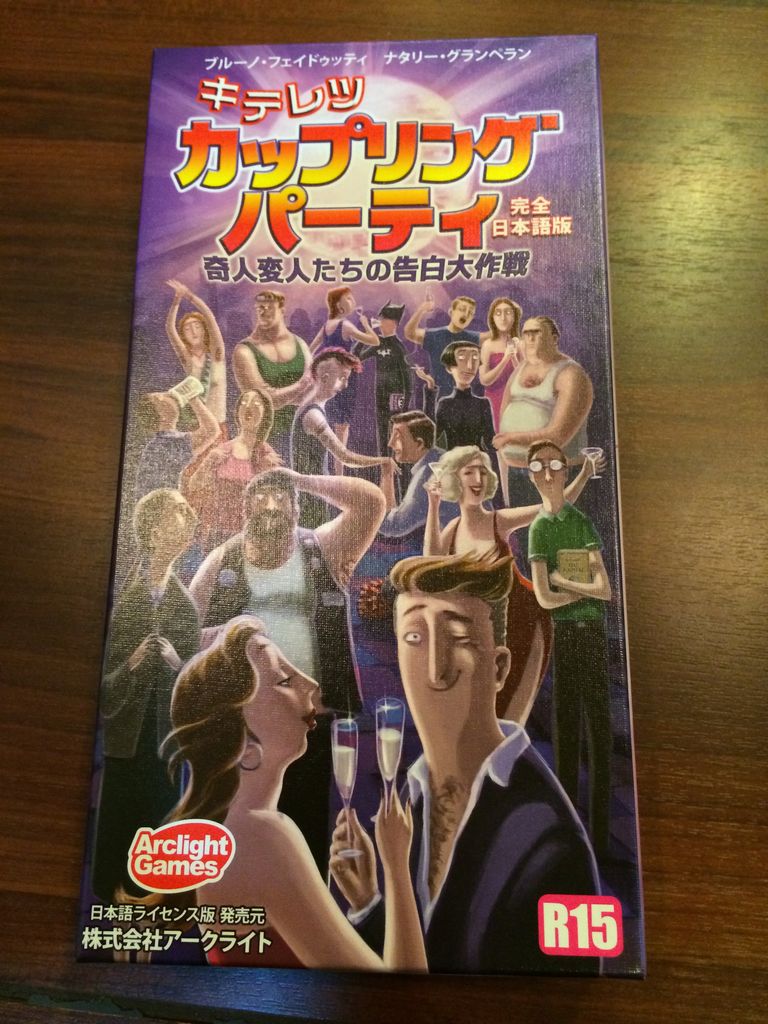 ブルーノ・フェイドゥッティ ナタリー・グランペラン
キテレツ
カップリング
パーティ
完全
日本語版
奇人変人たちの告白大作戦
Arclight
Games
日本語ライセンス版 発売元
株式会社アークライト
R15